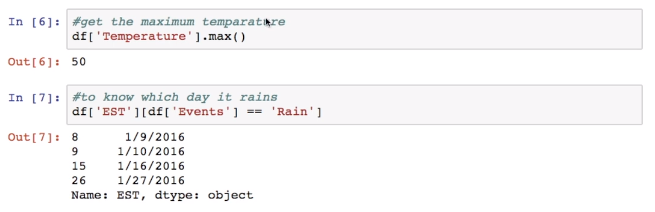 In [6]: #get the maximum temparature
df['Temperature'].max()
Out[6]: 50
In [7]: #to know which day it rains
df['EST'][df['Events'] == 'Rain']
Out[7]: 8 1/9/2016
9 1/10/2016
15 1/16/2016
26 1/27/2016
Name: EST, dtype: object